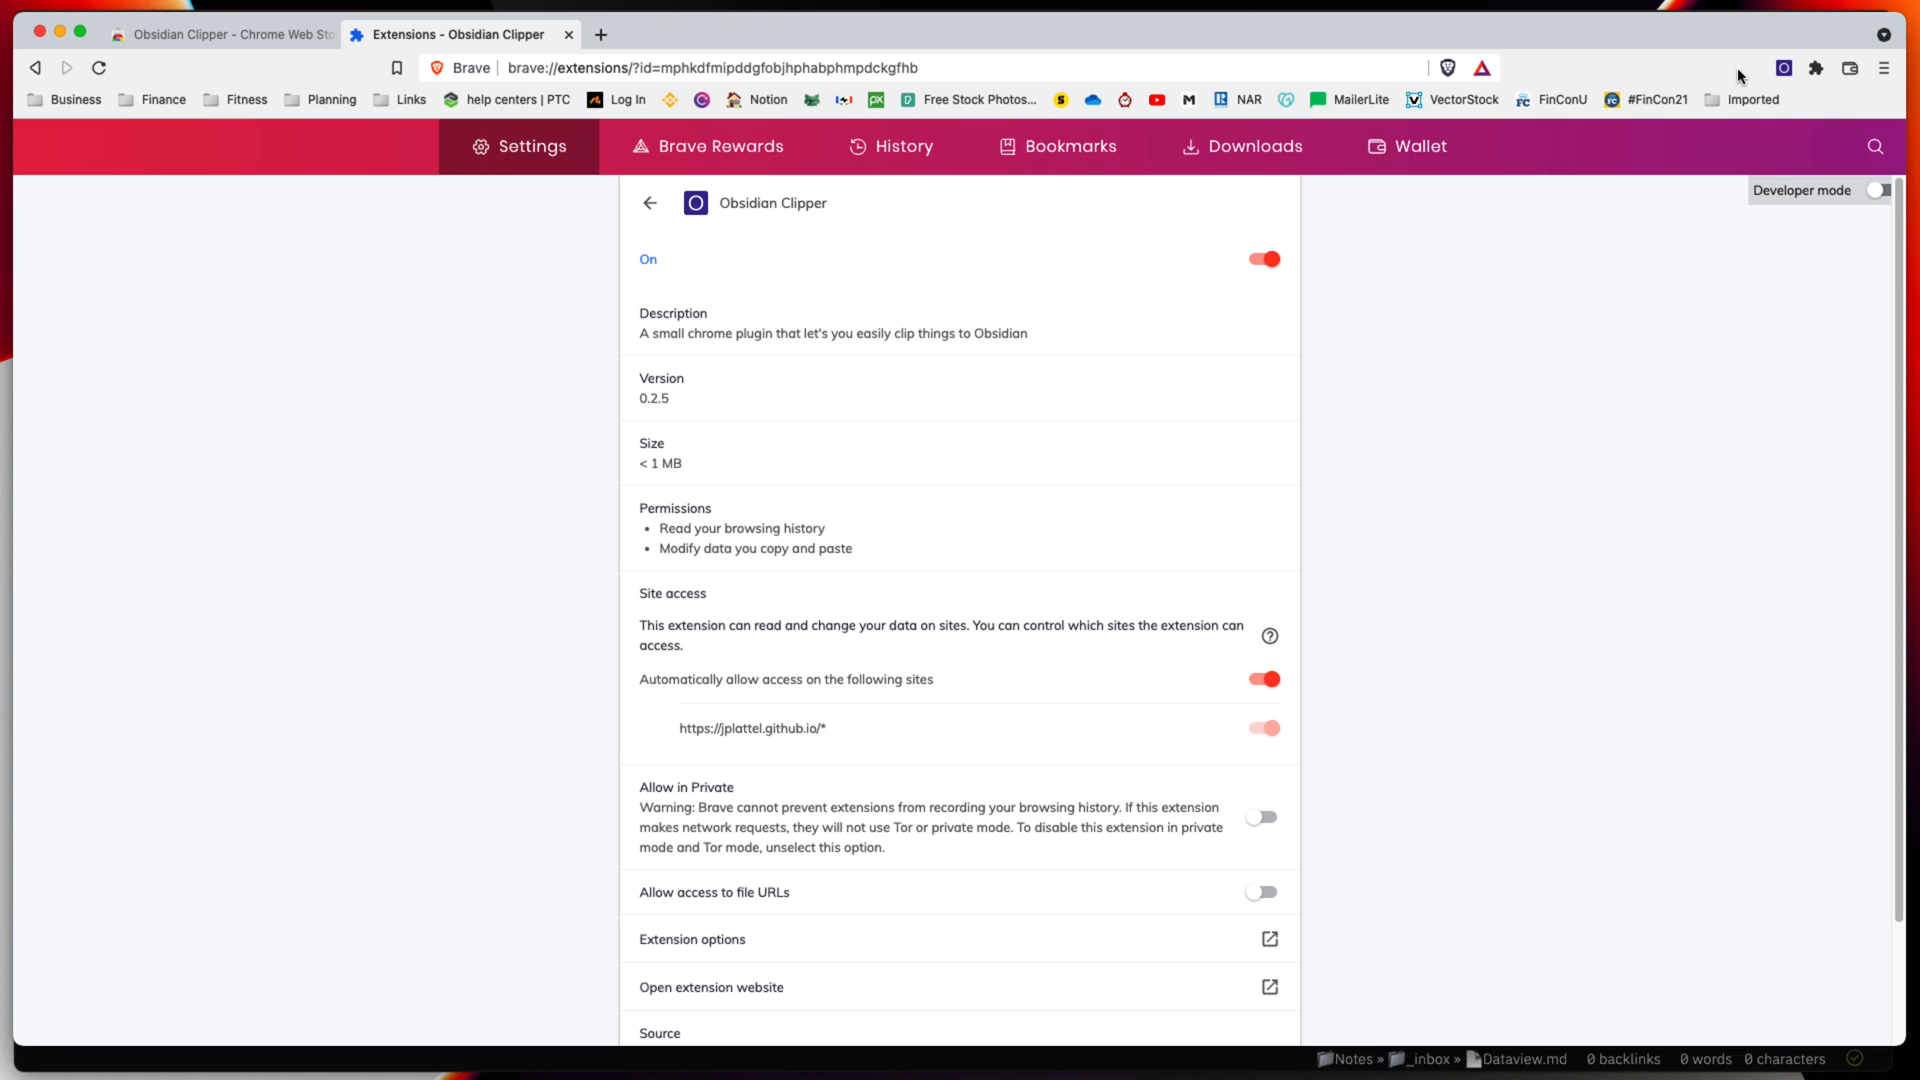 Obsidian Clipper - Chrome Web Sto
Extensions - Obsidian Clipper
Brave
brave://extensions/?id=mphkdfmipddgfobjhphabphmpdckgfhb
Business
Finance
Fitness
Planning
Links
help centers | PTC
Log In
Notion
Free Stock Photos...
NAR
MailerLite
VectorStock
FinConU
#FinCon21
Imported
Settings
Brave Rewards
History
Bookmarks
Downloads
Wallet
Developer mode
Obsidian Clipper
On
Description
A small chrome plugin that let's you easily clip things to Obsidian
Version
0.2.5
Size
< 1 MB
Permissions
• Read your browsing history
• Modify data you copy and paste
Site access
This extension can read and change your data on sites. You can control which sites the extension can
access.
Automatically allow access on the following sites
https://jplattel.github.io/*
Allow in Private
Warning: Brave cannot prevent extensions from recording your browsing history. If this extension
makes network requests, they will not use Tor or private mode. To disable this extension in private
mode and Tor mode, unselect this option.
Allow access to file URLs
Extension options
Open extension website
Source
Notes » _inbox » Dataview.md 0 backlinks 0 words 0 characters